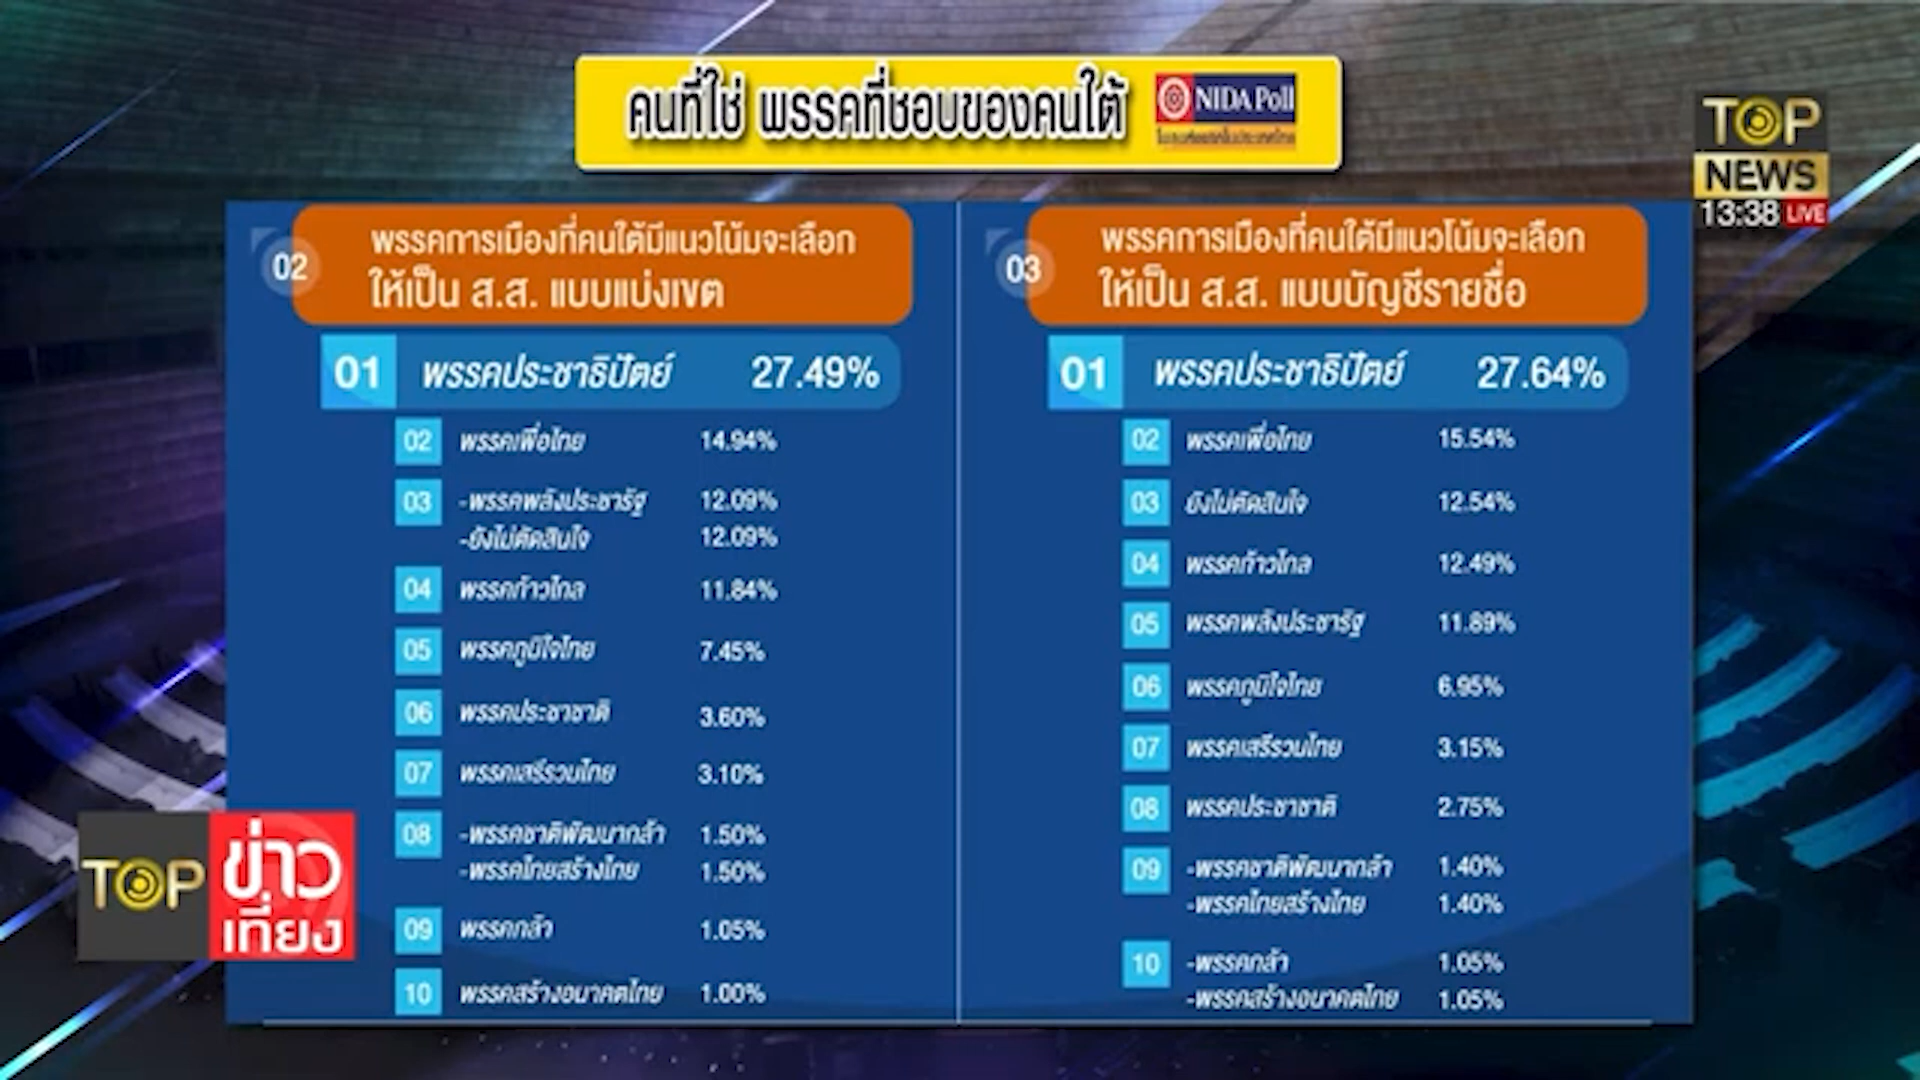 คนที่ใช่ พรรคที่ชอบของคนใต้
NIDA Poll
TOP
NEWS
13:38 LIVE
02
พรรคการเมืองที่คนใต้มีแนวโน้มจะเลือก
ให้เป็น ส.ส. แบบแบ่งเขต
01 พรรคประชาธิปัตย์ 27.49%
02 พรรคเพื่อไทย 14.94%
03 -พรรคพลังประชารัฐ 12.09%
-ยังไม่ตัดสินใจ 12.09%
04 พรรคก้าวไกล 11.84%
05 พรรคภูมิใจไทย 7.45%
06 พรรคประชาชาติ 3.60%
07 พรรคเสรีรวมไทย 3.10%
08 -พรรคชาติพัฒนากล้า 1.50%
-พรรคไทยสร้างไทย 1.50%
09 พรรคกล้า 1.05%
10 พรรคสร้างอนาคตไทย 1.00%
03
พรรคการเมืองที่คนใต้มีแนวโน้มจะเลือก
ให้เป็น ส.ส. แบบบัญชีรายชื่อ
01 พรรคประชาธิปัตย์ 27.64%
02 พรรคเพื่อไทย 15.54%
03 ยังไม่ตัดสินใจ 12.54%
04 พรรคก้าวไกล 12.49%
05 พรรคพลังประชารัฐ 11.89%
06 พรรคภูมิใจไทย 6.95%
07 พรรคเสรีรวมไทย 3.15%
08 พรรคประชาชาติ 2.75%
09 -พรรคชาติพัฒนากล้า 1.40%
-พรรคไทยสร้างไทย 1.40%
10 -พรรคกล้า 1.05%
-พรรคสร้างอนาคตไทย 1.05%
TOP ข่าว
เที่ยง